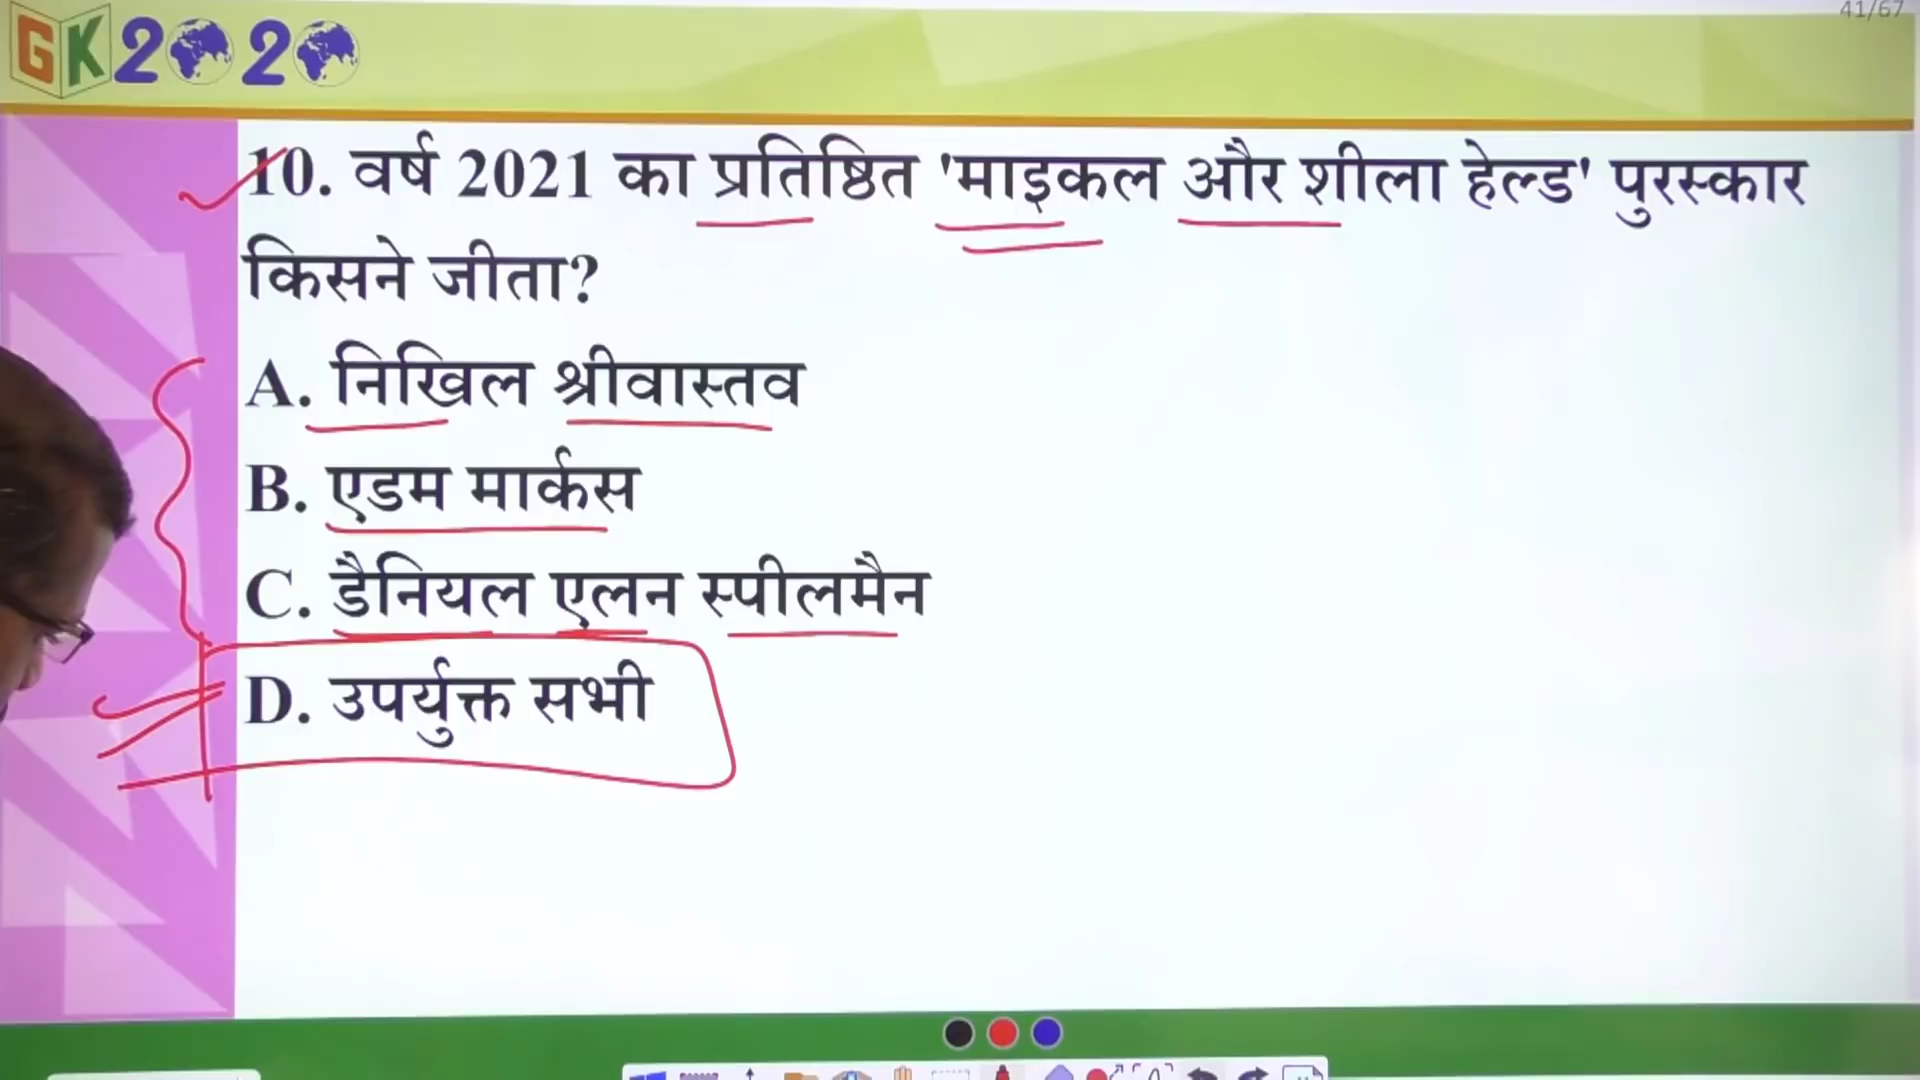 41/67
GK2020
10. वर्ष 2021 का प्रतिष्ठित 'माइकल और शीला हेल्ड' पुरस्कार
किसने जीता?
A. निखिल श्रीवास्तव
B. एडम मार्कस
C. डैनियल एलन स्पीलमैन
D. उपर्युक्त सभी